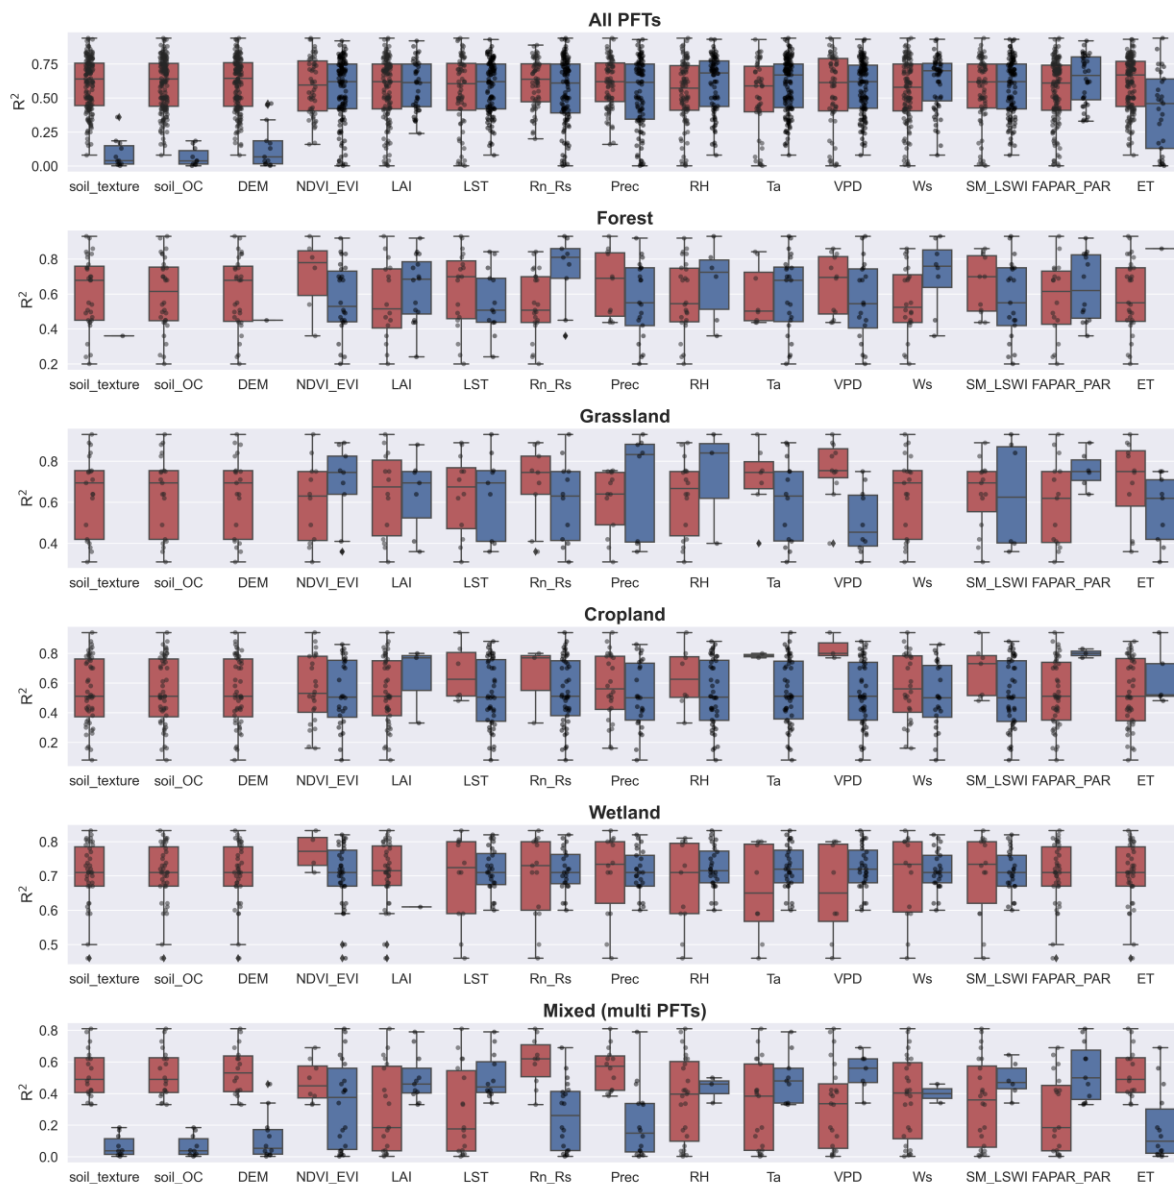 All PFTs
R²
0.75
0.50
0.25
0.00
soil_texture soil_OC DEM NDVI_EVI LAI LST Rn_Rs Prec RH Ta VPD Ws SM_LSWI FAPAR_PAR ET
Forest
R²
0.8
0.6
0.4
0.2
soil_texture soil_OC DEM NDVI_EVI LAI LST Rn_Rs Prec RH Ta VPD Ws SM_LSWI FAPAR_PAR ET
Grassland
R²
0.8
0.6
0.4
soil_texture soil_OC DEM NDVI_EVI LAI LST Rn_Rs Prec RH Ta VPD Ws SM_LSWI FAPAR_PAR ET
Cropland
R²
0.8
0.6
0.4
0.2
soil_texture soil_OC DEM NDVI_EVI LAI LST Rn_Rs Prec RH Ta VPD Ws SM_LSWI FAPAR_PAR ET
Wetland
R²
0.8
0.7
0.6
0.5
soil_texture soil_OC DEM NDVI_EVI LAI LST Rn_Rs Prec RH Ta VPD Ws SM_LSWI FAPAR_PAR ET
Mixed (multi PFTs)
R²
0.8
0.6
0.4
0.2
0.0
soil_texture soil_OC DEM NDVI_EVI LAI LST Rn_Rs Prec RH Ta VPD Ws SM_LSWI FAPAR_PAR ET